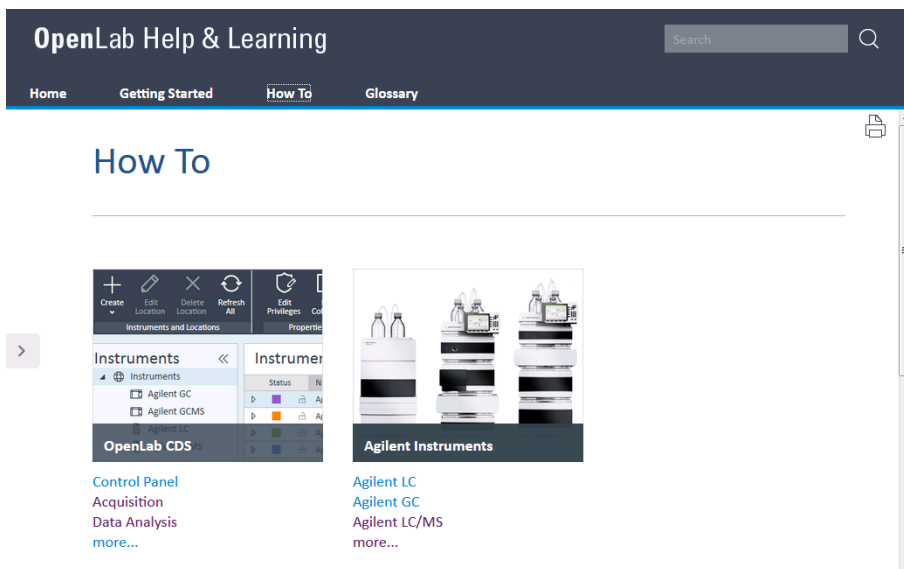 OpenLab Help & Learning
Search
Home Getting Started How To Glossary
How To
Create Edit Location Delete Location Refresh All Edit Privileges
Instruments and Locations
Instruments
Instruments
Agilent GC
Agilent GCMS
Agilent LC
Status
OpenLab CDS
Agilent Instruments
Control Panel
Acquisition
Data Analysis
more...
Agilent LC
Agilent GC
Agilent LC/MS
more...